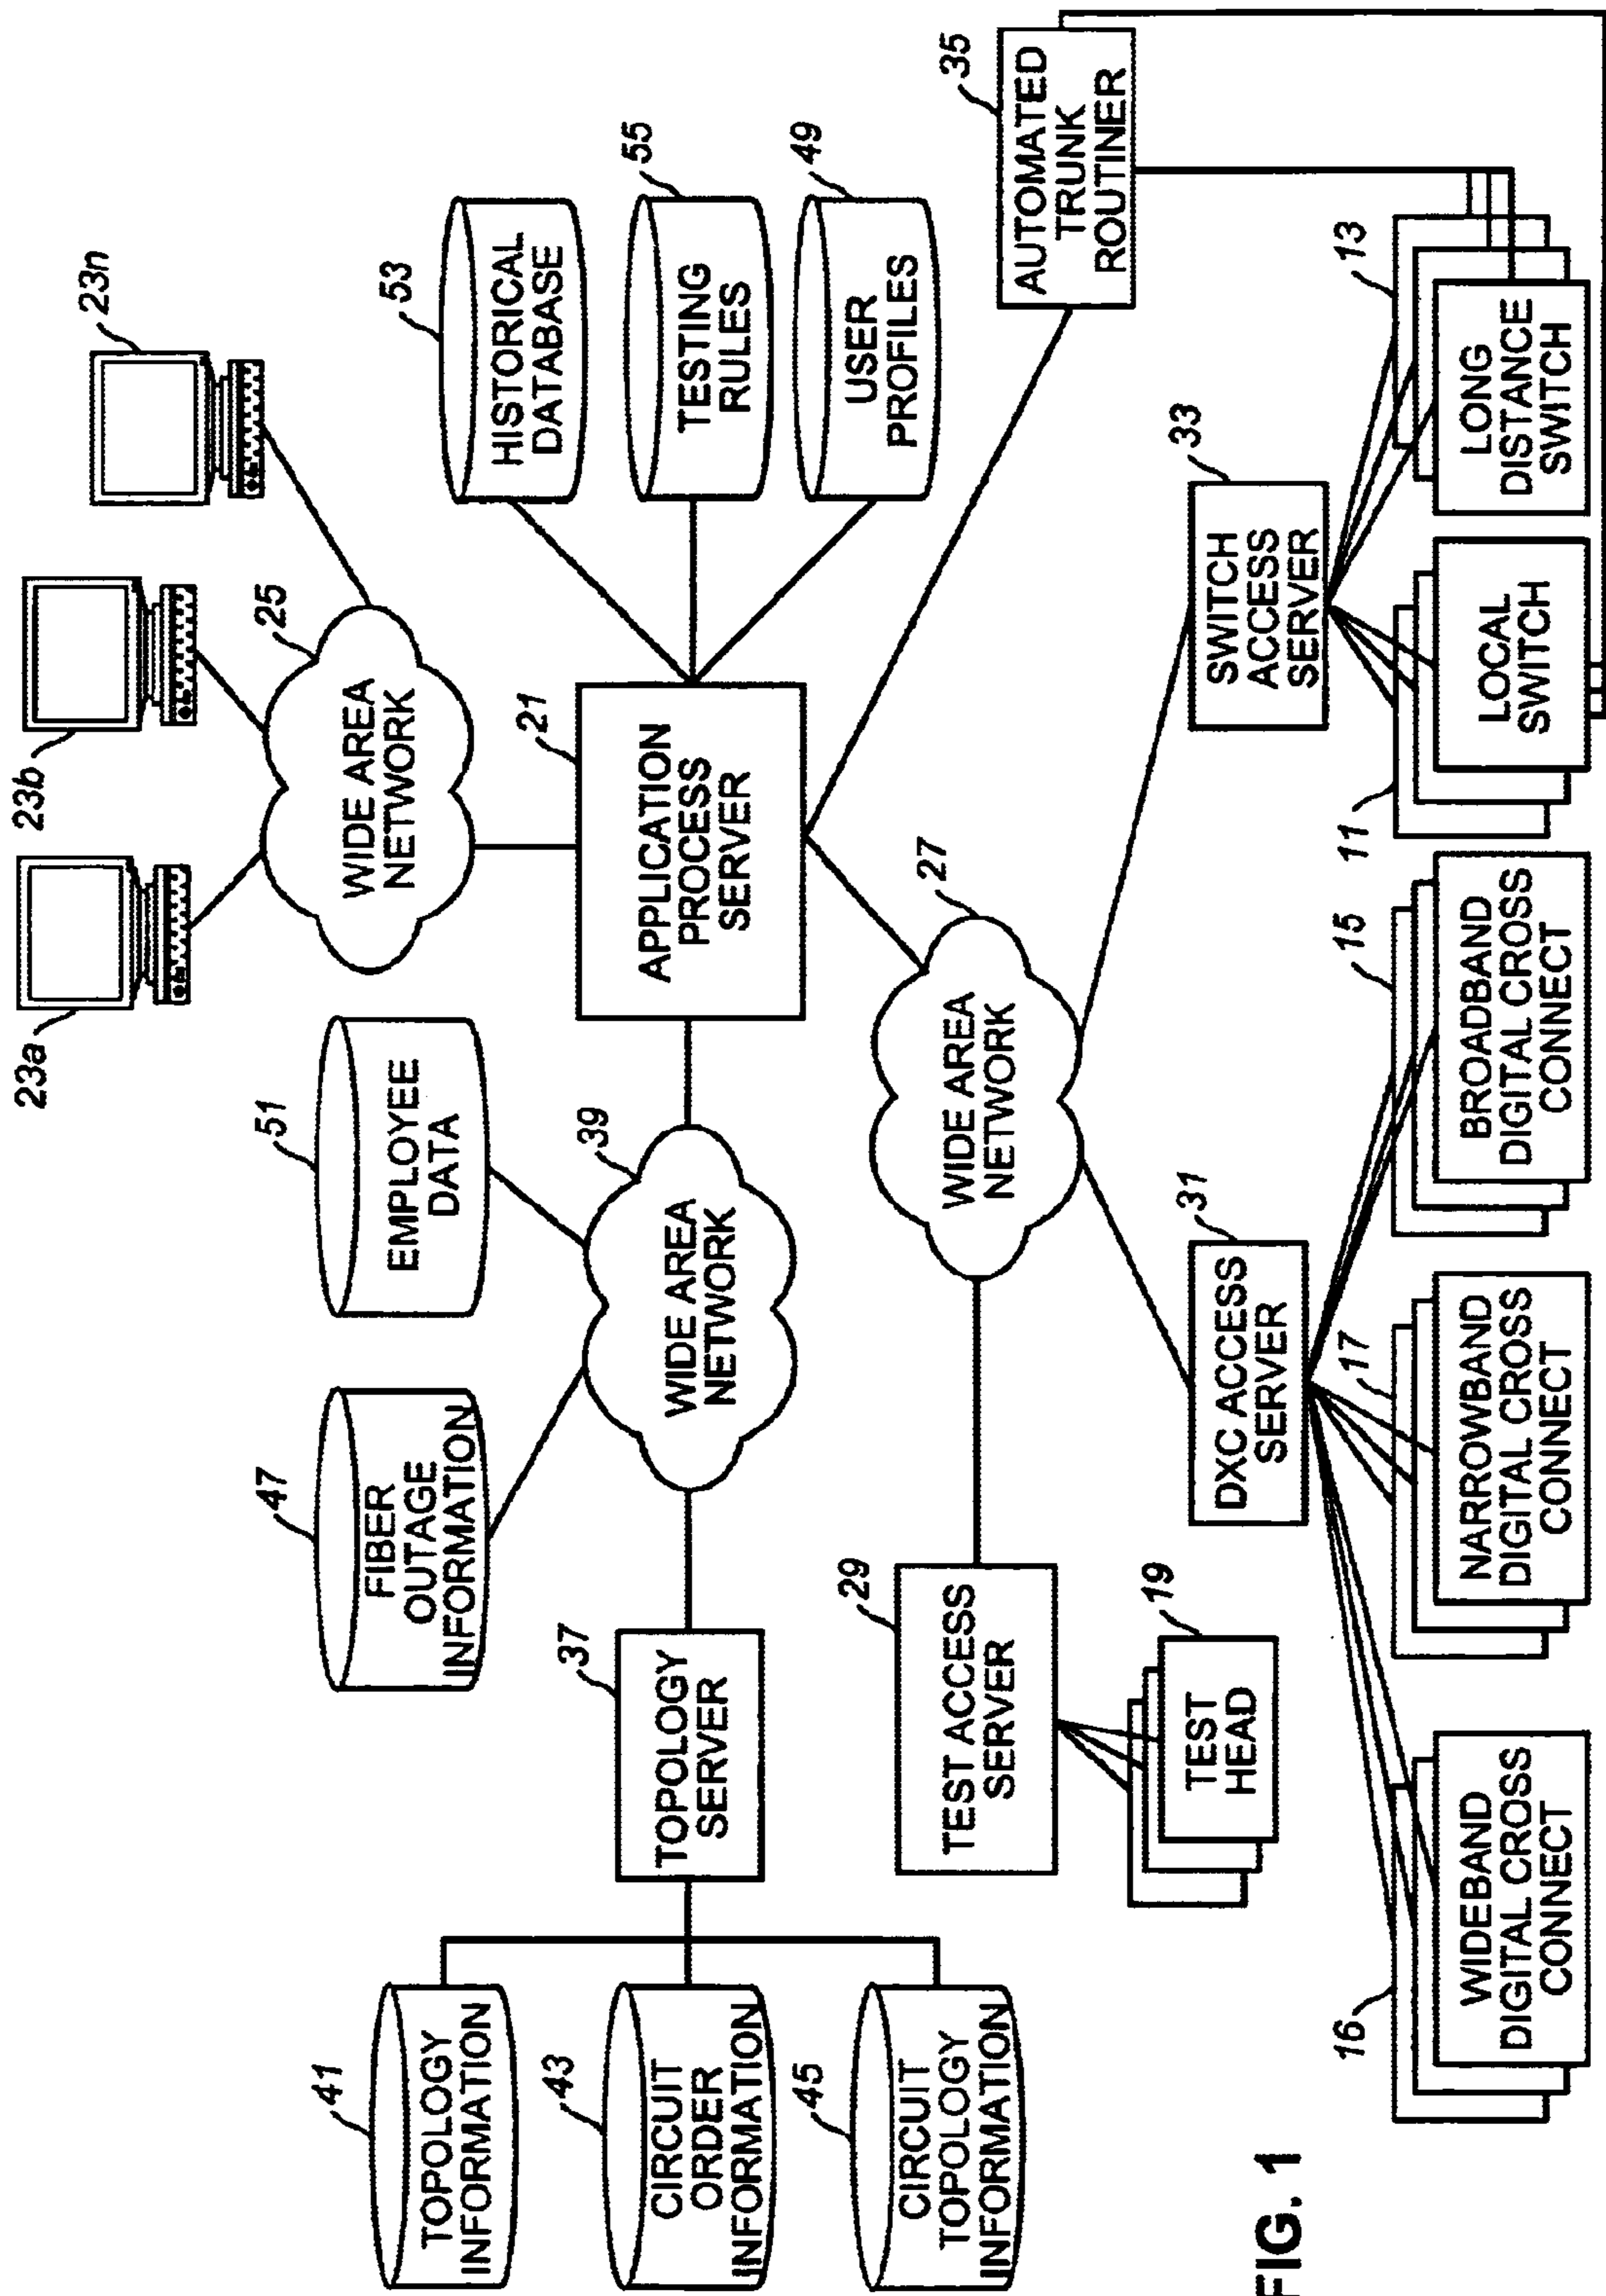 23a
23b
23n
WIDE AREA
NETWORK
25
41
TOPOLOGY
INFORMATION
43
CIRCUIT
ORDER
INFORMATION
45
CIRCUIT
TOPOLOGY
INFORMATION
37
TOPOLOGY
SERVER
47
FIBER
OUTAGE
INFORMATION
51
EMPLOYEE
DATA
39
WIDE AREA
NETWORK
21
APPLICATION
PROCESS
SERVER
53
HISTORICAL
DATABASE
55
TESTING
RULES
49
USER
PROFILES
29
TEST ACCESS
SERVER
19
TEST
HEAD
27
WIDE AREA
NETWORK
35
AUTOMATED
TRUNK
ROUTINER
31
DXC ACCESS
SERVER
33
SWITCH
ACCESS
SERVER
16
WIDEBAND
DIGITAL CROSS
CONNECT
17
NARROWBAND
DIGITAL CROSS
CONNECT
15
BROADBAND
DIGITAL CROSS
CONNECT
11
LOCAL
SWITCH
13
LONG
DISTANCE
SWITCH
FIG. 1